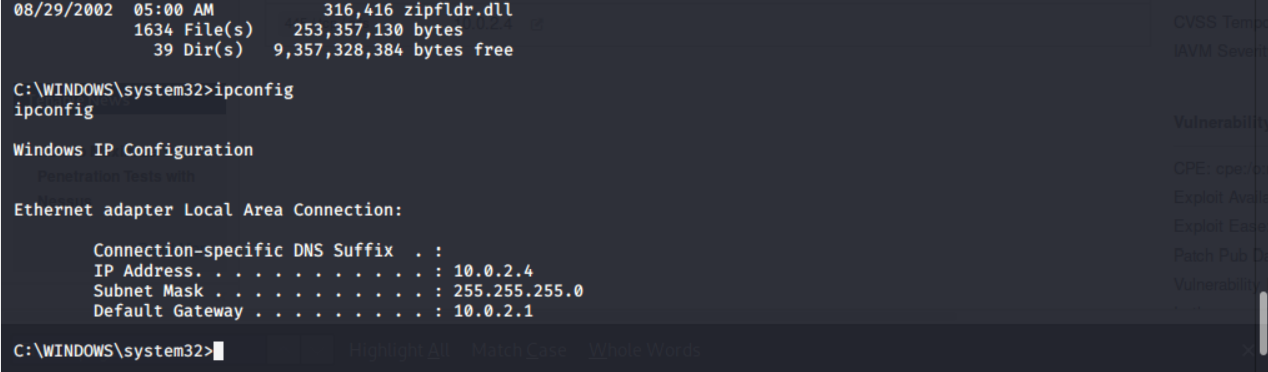 08/29/2002  05:00 AM           316,416 zipfldr.dll
            1634 File(s)    253,357,130 bytes
              39 Dir(s)   9,357,328,384 bytes free
CVSS Temp
IAVM Sever
C:\WINDOWS\system32>ipconfig
ipconfig
Vulnerability
Windows IP Configuration
Penetration Tests with
CPE: cpe:/o
Exploit Avail
Ethernet adapter Local Area Connection:
Exploit Ease
        Connection-specific DNS Suffix  . :
Patch Pub D
        IP Address. . . . . . . . . . . . : 10.0.2.4
        Subnet Mask . . . . . . . . . . . : 255.255.255.0
Vulnerability
        Default Gateway . . . . . . . . . : 10.0.2.1
C:\WINDOWS\system32>
Highlight All   Match Case   Whole Words